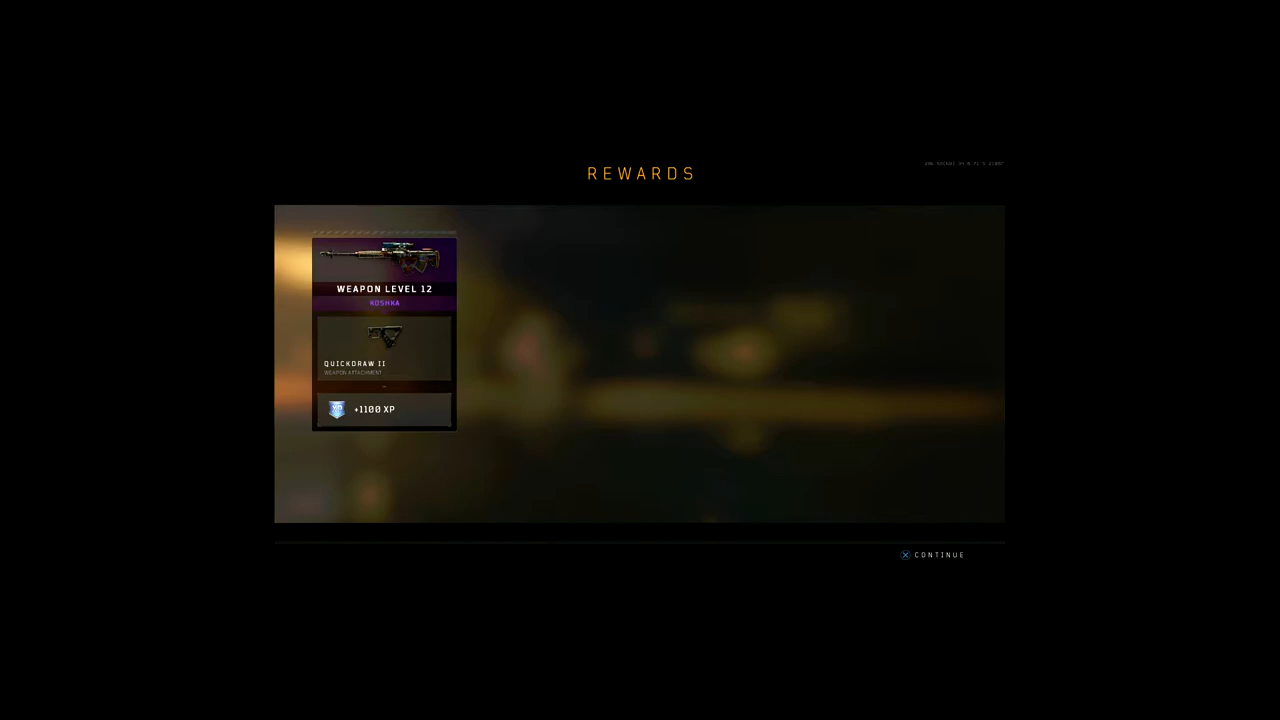 REWARDS
WEAPON LEVEL 12
KOSHKA
QUICKDRAW II
WEAPON ATTACHMENT
+1100 XP
CONTINUE